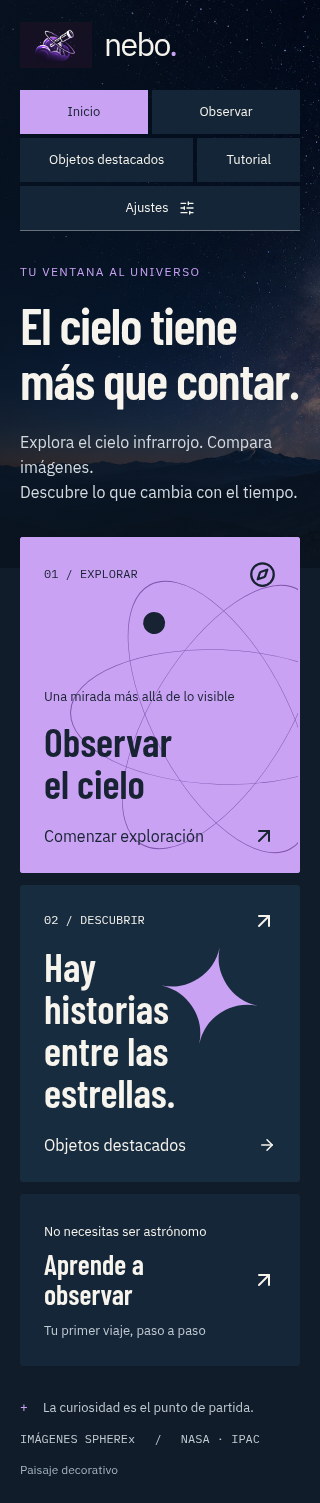 nebo.
Inicio
Observar
Objetos destacados
Tutorial
Ajustes
TU VENTANA AL UNIVERSO
El cielo tiene
más que contar.
Explora el cielo infrarrojo. Compara
imágenes.
Descubre lo que cambia con el tiempo.
01 / EXPLORAR
Una mirada más allá de lo visible
Observar
el cielo
Comenzar exploración
02 / DESCUBRIR
Hay
historias
entre las
estrellas.
Objetos destacados
No necesitas ser astrónomo
Aprende a
observar
Tu primer viaje, paso a paso
+ La curiosidad es el punto de partida.
IMÁGENES SPHEREx / NASA · IPAC
Paisaje decorativo